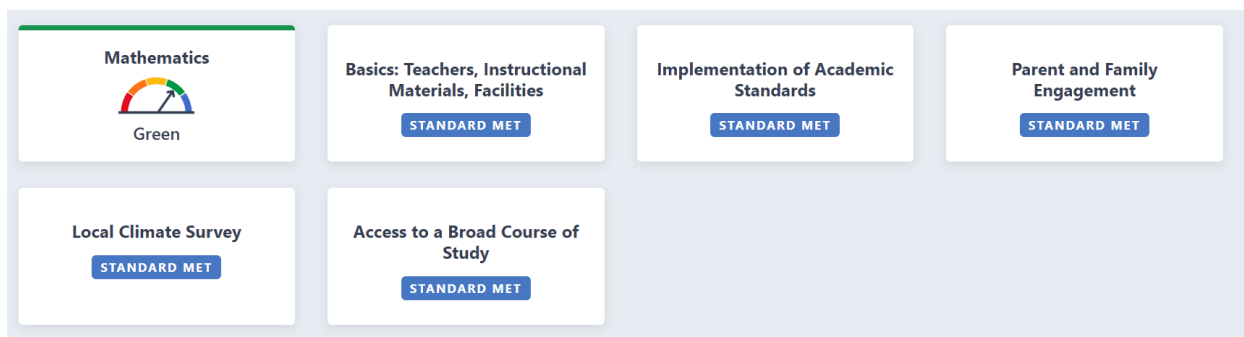 Mathematics
Green
Basics: Teachers, Instructional
Materials, Facilities
STANDARD MET
Implementation of Academic
Standards
STANDARD MET
Parent and Family
Engagement
STANDARD MET
Local Climate Survey
STANDARD MET
Access to a Broad Course of
Study
STANDARD MET